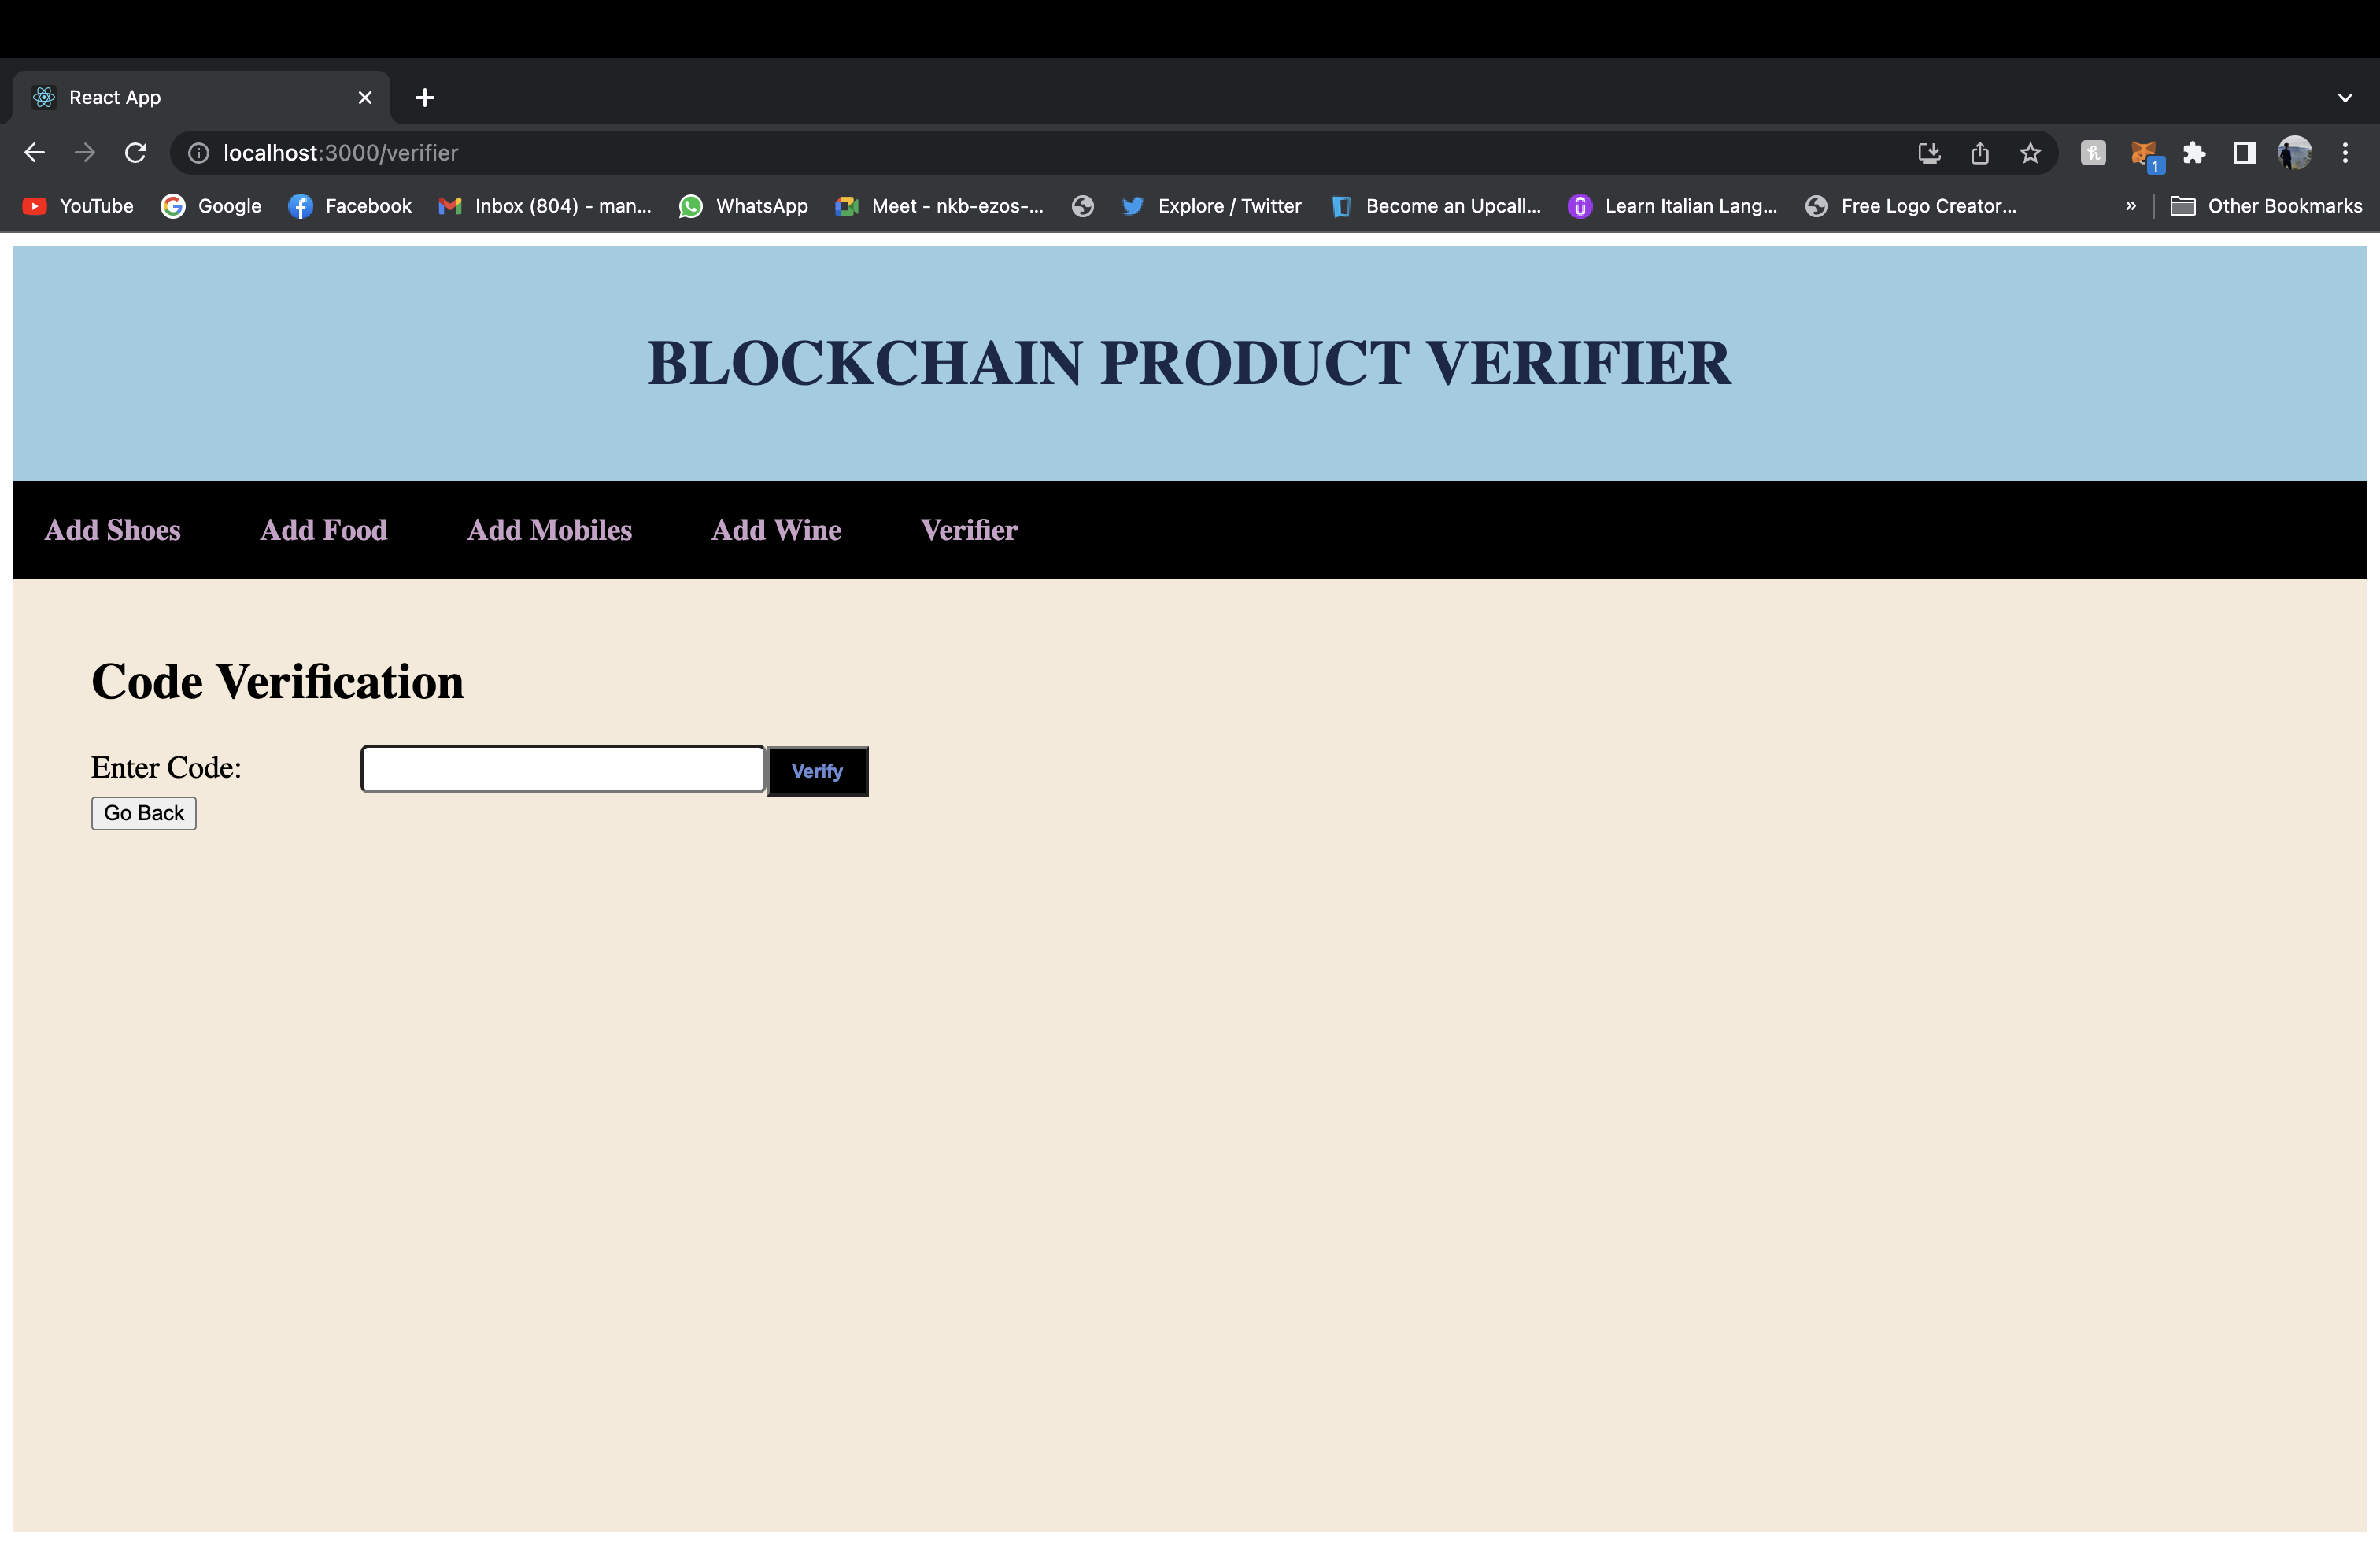 React App
localhost:3000/verifier
1
YouTube Google Facebook Inbox (804) - man... WhatsApp Meet - nkb-ezos-... Explore / Twitter Become an Upcall... Learn Italian Lang... Free Logo Creator... » Other Bookmarks
BLOCKCHAIN PRODUCT VERIFIER
Add Shoes Add Food Add Mobiles Add Wine Verifier
Code Verification
Enter Code: Verify
Go Back